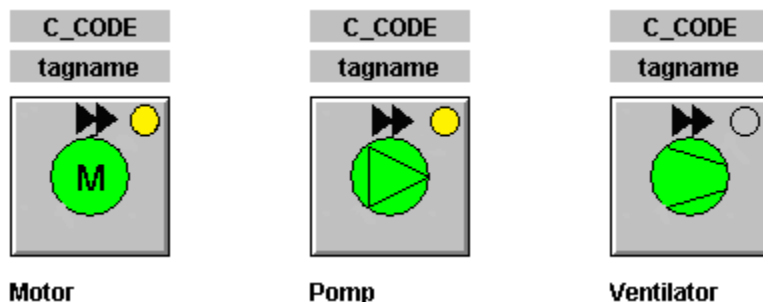 C_CODE C_CODE C_CODE
tagname tagname tagname
M
Motor Pomp Ventilator